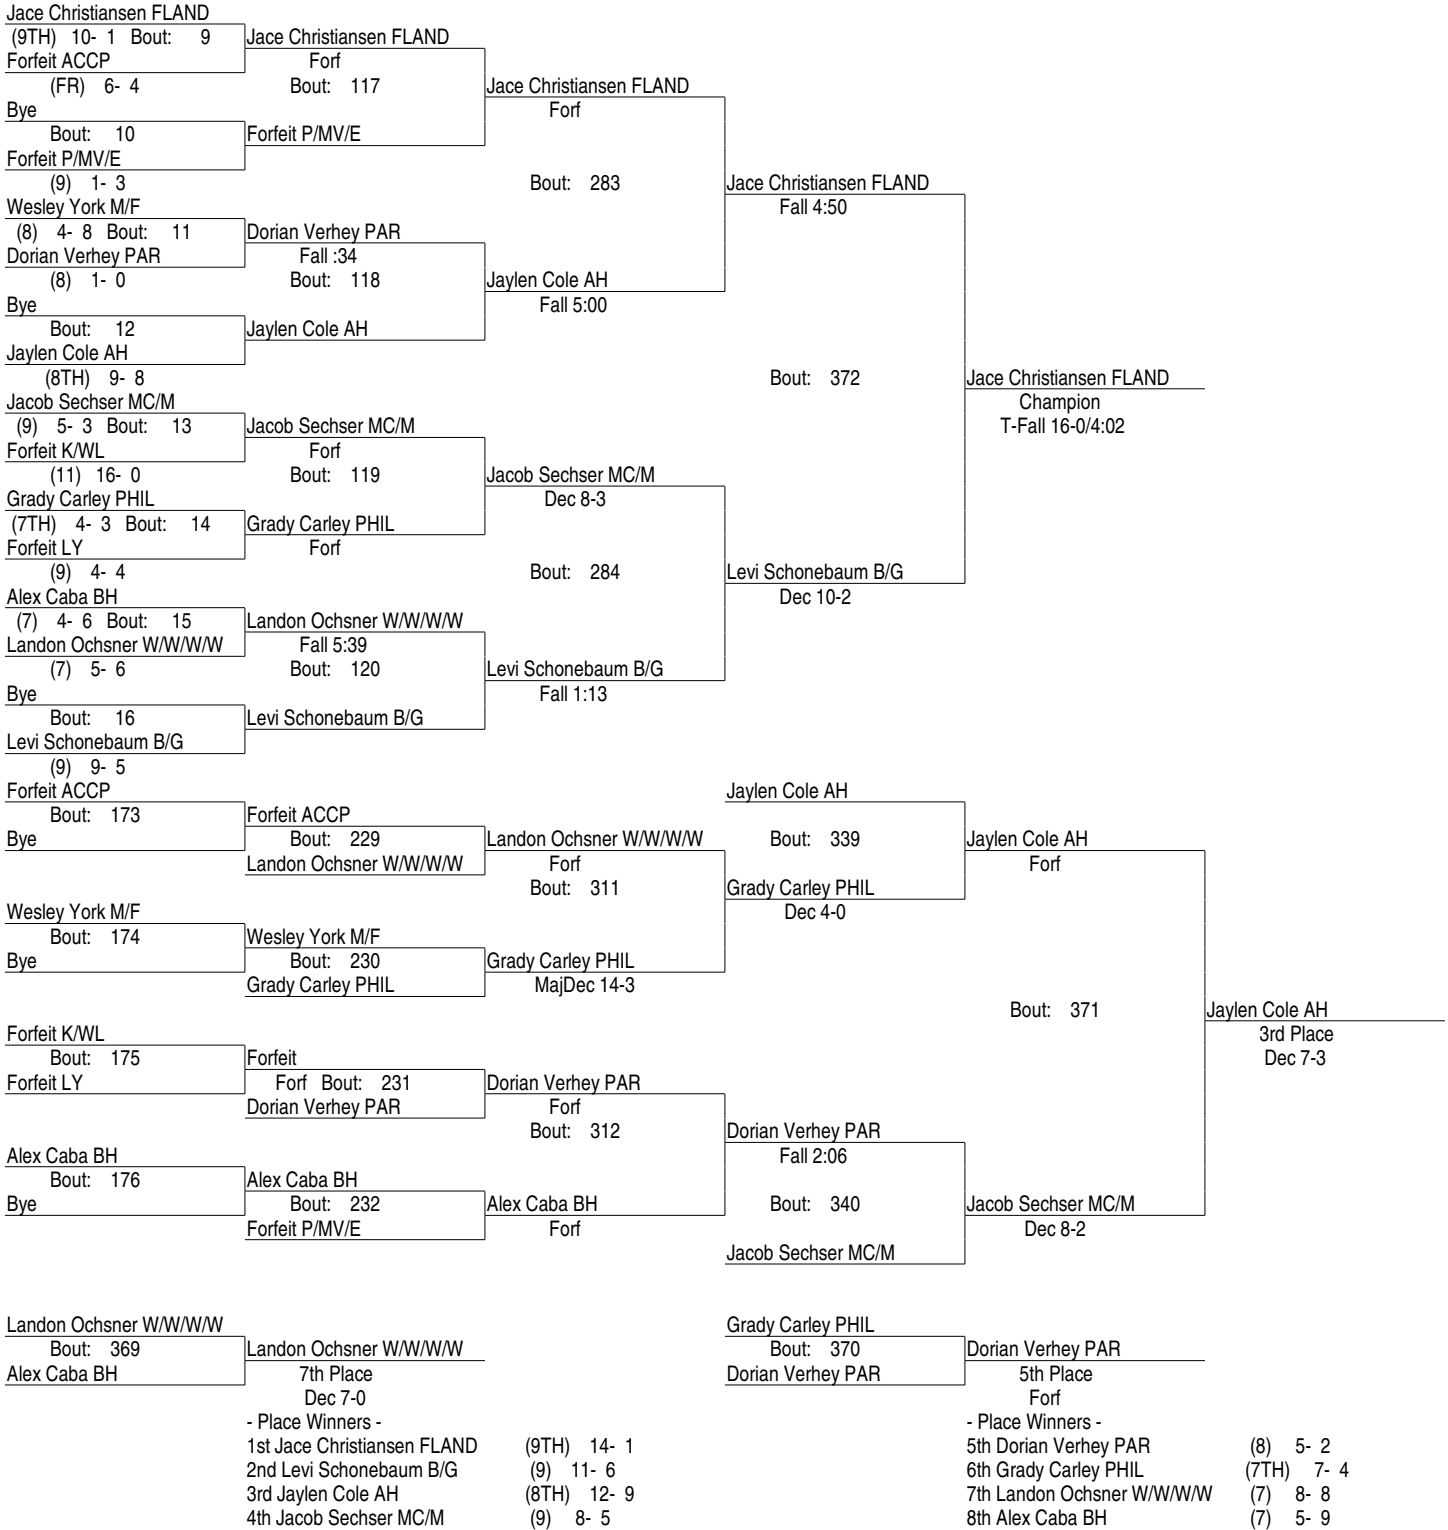 Jace Christiansen FLAND
(9TH) 10- 1 Bout: 9 Jace Christiansen FLAND
Forfeit ACCP Forf
(FR) 6- 4 Bout: 117 Jace Christiansen FLAND
Bye Forf
Bout: 10 Forfeit P/MV/E
Forfeit P/MV/E
(9) 1- 3 Bout: 283 Jace Christiansen FLAND
Wesley York M/F Fall 4:50
(8) 4- 8 Bout: 11 Dorian Verhey PAR
Dorian Verhey PAR Fall :34
(8) 1- 0 Bout: 118 Jaylen Cole AH
Bye Fall 5:00
Bout: 12 Jaylen Cole AH
Jaylen Cole AH
(8TH) 9- 8 Bout: 372 Jace Christiansen FLAND
Jacob Sechser MC/M Champion
(9) 5- 3 Bout: 13 Jacob Sechser MC/M T-Fall 16-0/4:02
Forfeit K/WL Forf
(11) 16- 0 Bout: 119 Jacob Sechser MC/M
Grady Carley PHIL Dec 8-3
(7TH) 4- 3 Bout: 14 Grady Carley PHIL
Forfeit LY Forf
(9) 4- 4 Bout: 284 Levi Schonebaum B/G
Alex Caba BH Dec 10-2
(7) 4- 6 Bout: 15 Landon Ochsner W/W/W/W
Landon Ochsner W/W/W/W Fall 5:39
(7) 5- 6 Bout: 120 Levi Schonebaum B/G
Bye Fall 1:13
Bout: 16 Levi Schonebaum B/G
Levi Schonebaum B/G
(9) 9- 5
Forfeit ACCP Jaylen Cole AH
Bout: 173 Forfeit ACCP
Bye Bout: 229 Landon Ochsner W/W/W/W Bout: 339 Jaylen Cole AH
Landon Ochsner W/W/W/W Forf Forf
Bout: 311 Grady Carley PHIL
Wesley York M/F Dec 4-0
Bout: 174 Wesley York M/F
Bye Bout: 230 Grady Carley PHIL
Grady Carley PHIL MajDec 14-3
Bout: 371 Jaylen Cole AH
Forfeit K/WL 3rd Place
Bout: 175 Forfeit Dec 7-3
Forfeit LY Forf Bout: 231 Dorian Verhey PAR
Dorian Verhey PAR Forf
Bout: 312 Dorian Verhey PAR
Alex Caba BH Fall 2:06
Bout: 176 Alex Caba BH
Bye Bout: 232 Alex Caba BH Bout: 340 Jacob Sechser MC/M
Forfeit P/MV/E Forf Dec 8-2
Jacob Sechser MC/M
Landon Ochsner W/W/W/W Grady Carley PHIL
Bout: 369 Landon Ochsner W/W/W/W Bout: 370 Dorian Verhey PAR
Alex Caba BH 7th Place Dorian Verhey PAR 5th Place
Dec 7-0 Forf
- Place Winners - - Place Winners -
1st Jace Christiansen FLAND (9TH) 14- 1 5th Dorian Verhey PAR (8) 5- 2
2nd Levi Schonebaum B/G (9) 11- 6 6th Grady Carley PHIL (7TH) 7- 4
3rd Jaylen Cole AH (8TH) 12- 9 7th Landon Ochsner W/W/W/W (7) 8- 8
4th Jacob Sechser MC/M (9) 8- 5 8th Alex Caba BH (7) 5- 9